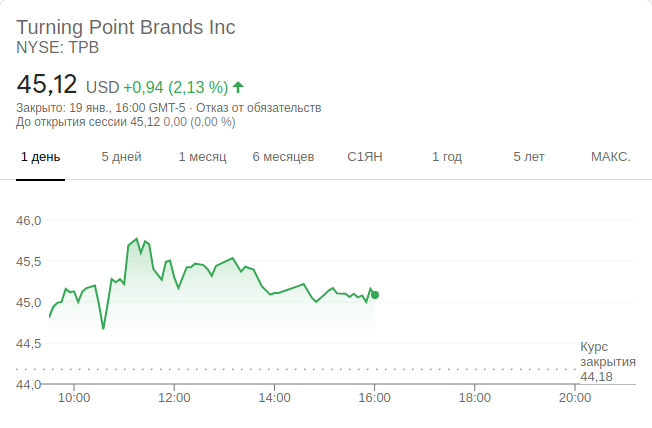 Turning Point Brands Inc
NYSE: TPB
45,12 USD +0,94 (2,13 %)
Закрыто: 19 янв., 16:00 GMT-5 · Отказ от обязательств
До открытия сессии 45,12 0,00 (0,00 %)
1 день 5 дней 1 месяц 6 месяцев С1ЯН 1 год 5 лет МАКС.
46,0
45,5
45,0
44,5
Курс
закрытия
44,18
44,0
10:00 12:00 14:00 16:00 18:00 20:00